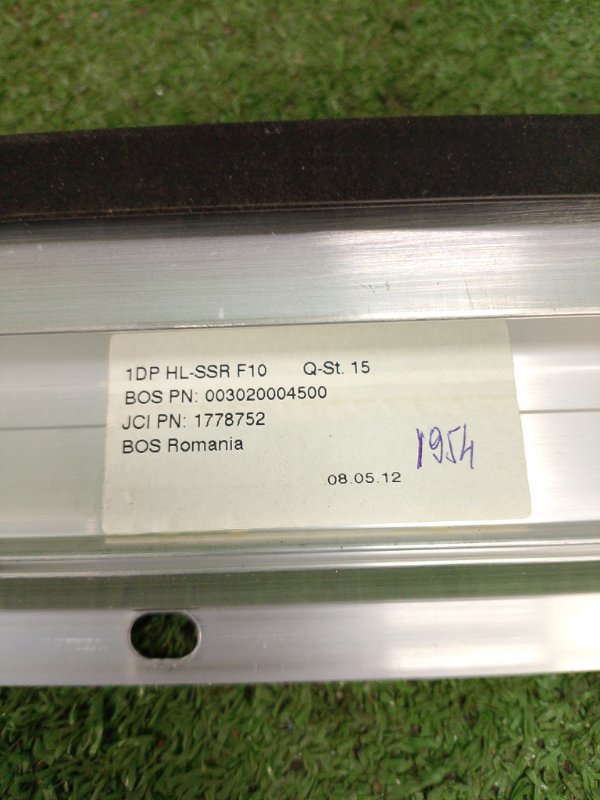 1DP HL-SSR F10 Q-St. 15
BOS PN: 003020004500
JCI PN: 1778752
BOS Romania
1954
08.05.12